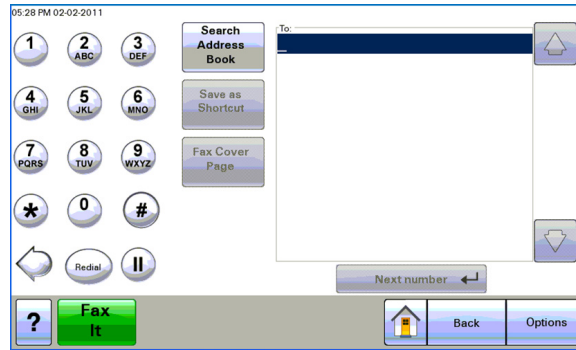 05:28 PM 02-02-2011
1
2
ABC
3
DEF
4
GHI
5
JKL
6
MNO
7
PQRS
8
TUV
9
WXYZ
*
0
#
Redial
Search
Address
Book
Save as
Shortcut
Fax Cover
Page
To:
Next number
?
Fax
It
Back
Options